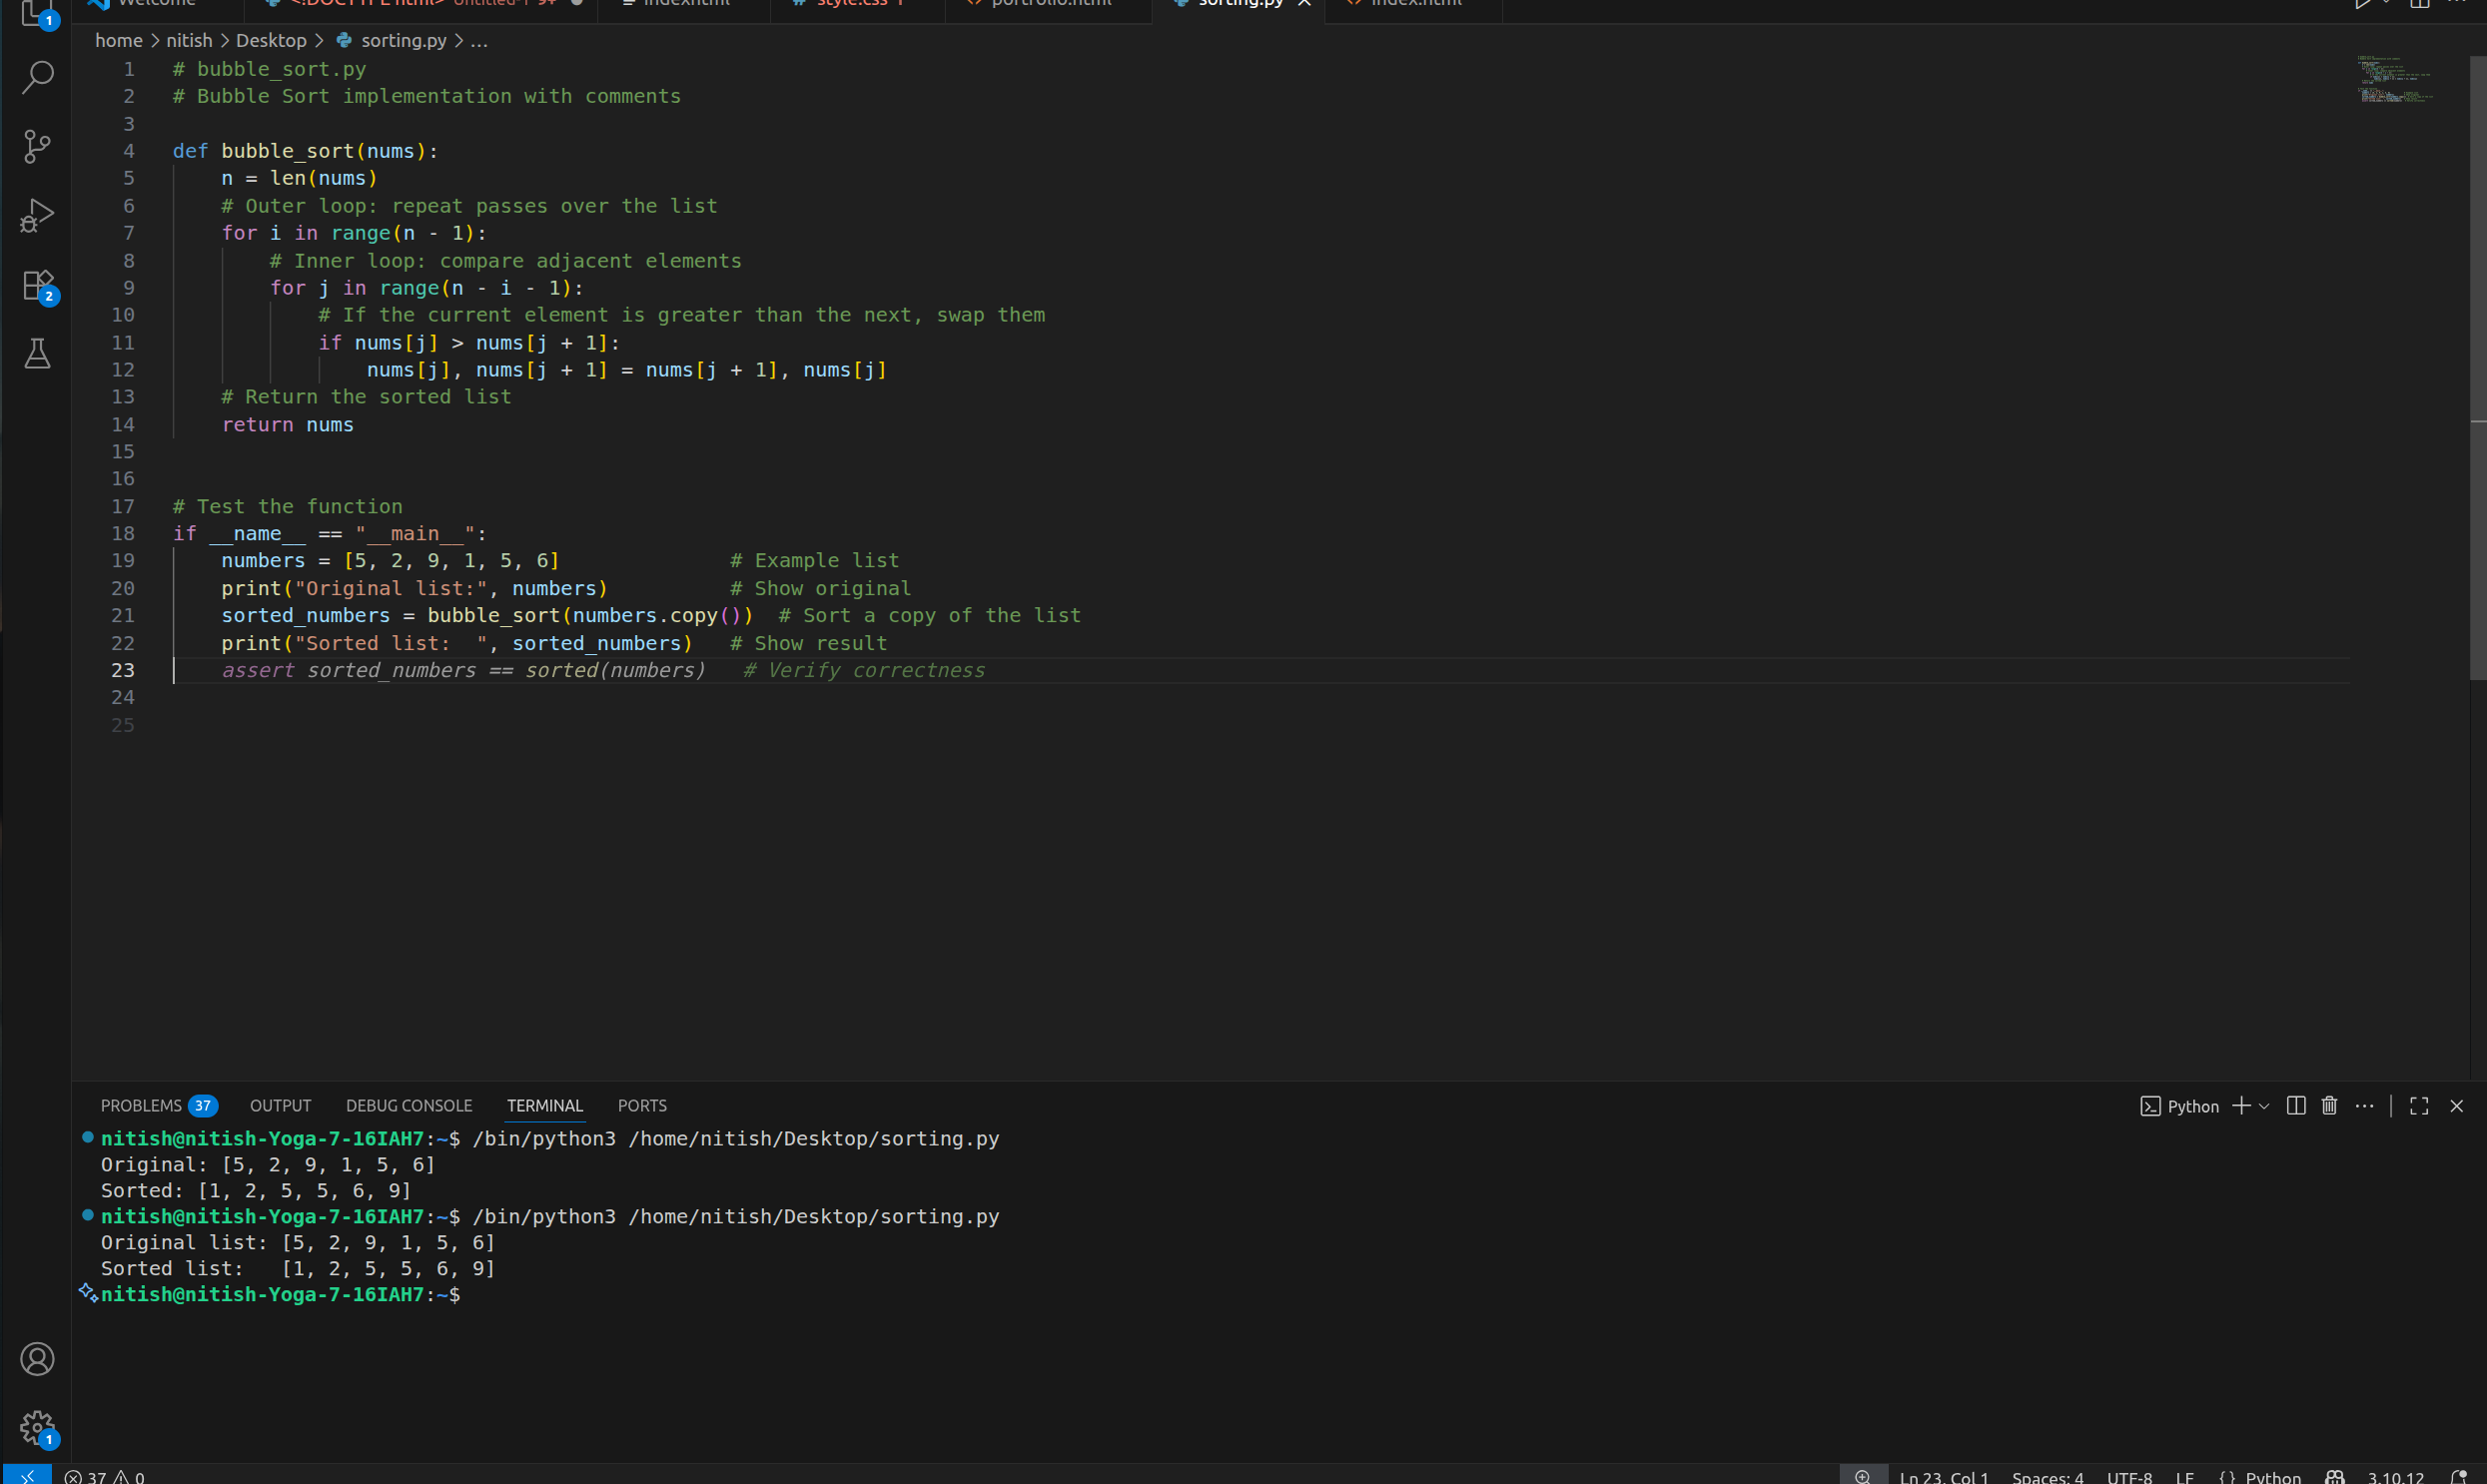 1
Welcome <!DOCTYPE html> Untitled-1 9+ indexhtml # style.css 1 <> portfolio.html sorting.py <> index.html
home > nitish > Desktop > sorting.py > ...
1 # bubble_sort.py
2 # Bubble Sort implementation with comments
3
4 def bubble_sort(nums):
5     n = len(nums)
6     # Outer loop: repeat passes over the list
7     for i in range(n - 1):
8         # Inner loop: compare adjacent elements
9         for j in range(n - i - 1):
10             # If the current element is greater than the next, swap them
11             if nums[j] > nums[j + 1]:
12                 nums[j], nums[j + 1] = nums[j + 1], nums[j]
13     # Return the sorted list
14     return nums
15
16
17 # Test the function
18 if __name__ == "__main__":
19     numbers = [5, 2, 9, 1, 5, 6]              # Example list
20     print("Original list:", numbers)          # Show original
21     sorted_numbers = bubble_sort(numbers.copy())  # Sort a copy of the list
22     print("Sorted list:  ", sorted_numbers)   # Show result
23     assert sorted_numbers == sorted(numbers)   # Verify correctness
24
25
2
PROBLEMS 37 OUTPUT DEBUG CONSOLE TERMINAL PORTS Python
nitish@nitish-Yoga-7-16IAH7:~$ /bin/python3 /home/nitish/Desktop/sorting.py
Original: [5, 2, 9, 1, 5, 6]
Sorted: [1, 2, 5, 5, 6, 9]
nitish@nitish-Yoga-7-16IAH7:~$ /bin/python3 /home/nitish/Desktop/sorting.py
Original list: [5, 2, 9, 1, 5, 6]
Sorted list:   [1, 2, 5, 5, 6, 9]
nitish@nitish-Yoga-7-16IAH7:~$
1
37 0 Ln 23, Col 1 Spaces: 4 UTF-8 LF {} Python 3.10.12